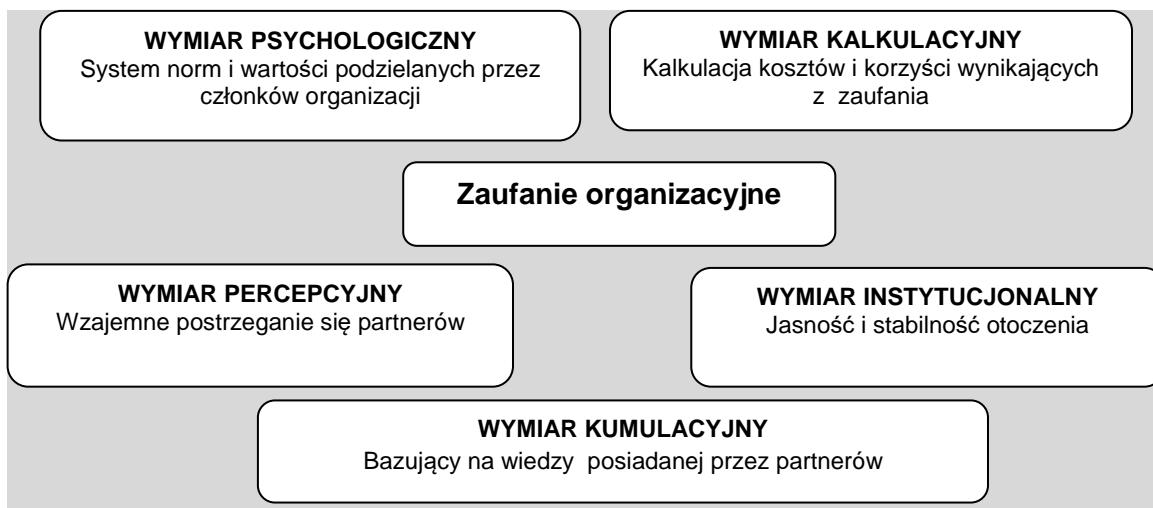 WYMIAR PSYCHOLOGICZNY
System norm i wartości podzielanych przez
członków organizacji
WYMIAR KALKULACYJNY
Kalkulacja kosztów i korzyści wynikających
z zaufania
Zaufanie organizacyjne
WYMIAR PERCEPCYJNY
Wzajemne postrzeganie się partnerów
WYMIAR INSTYTUCJONALNY
Jasność i stabilność otoczenia
WYMIAR KUMULACYJNY
Bazujący na wiedzy posiadanej przez partnerów